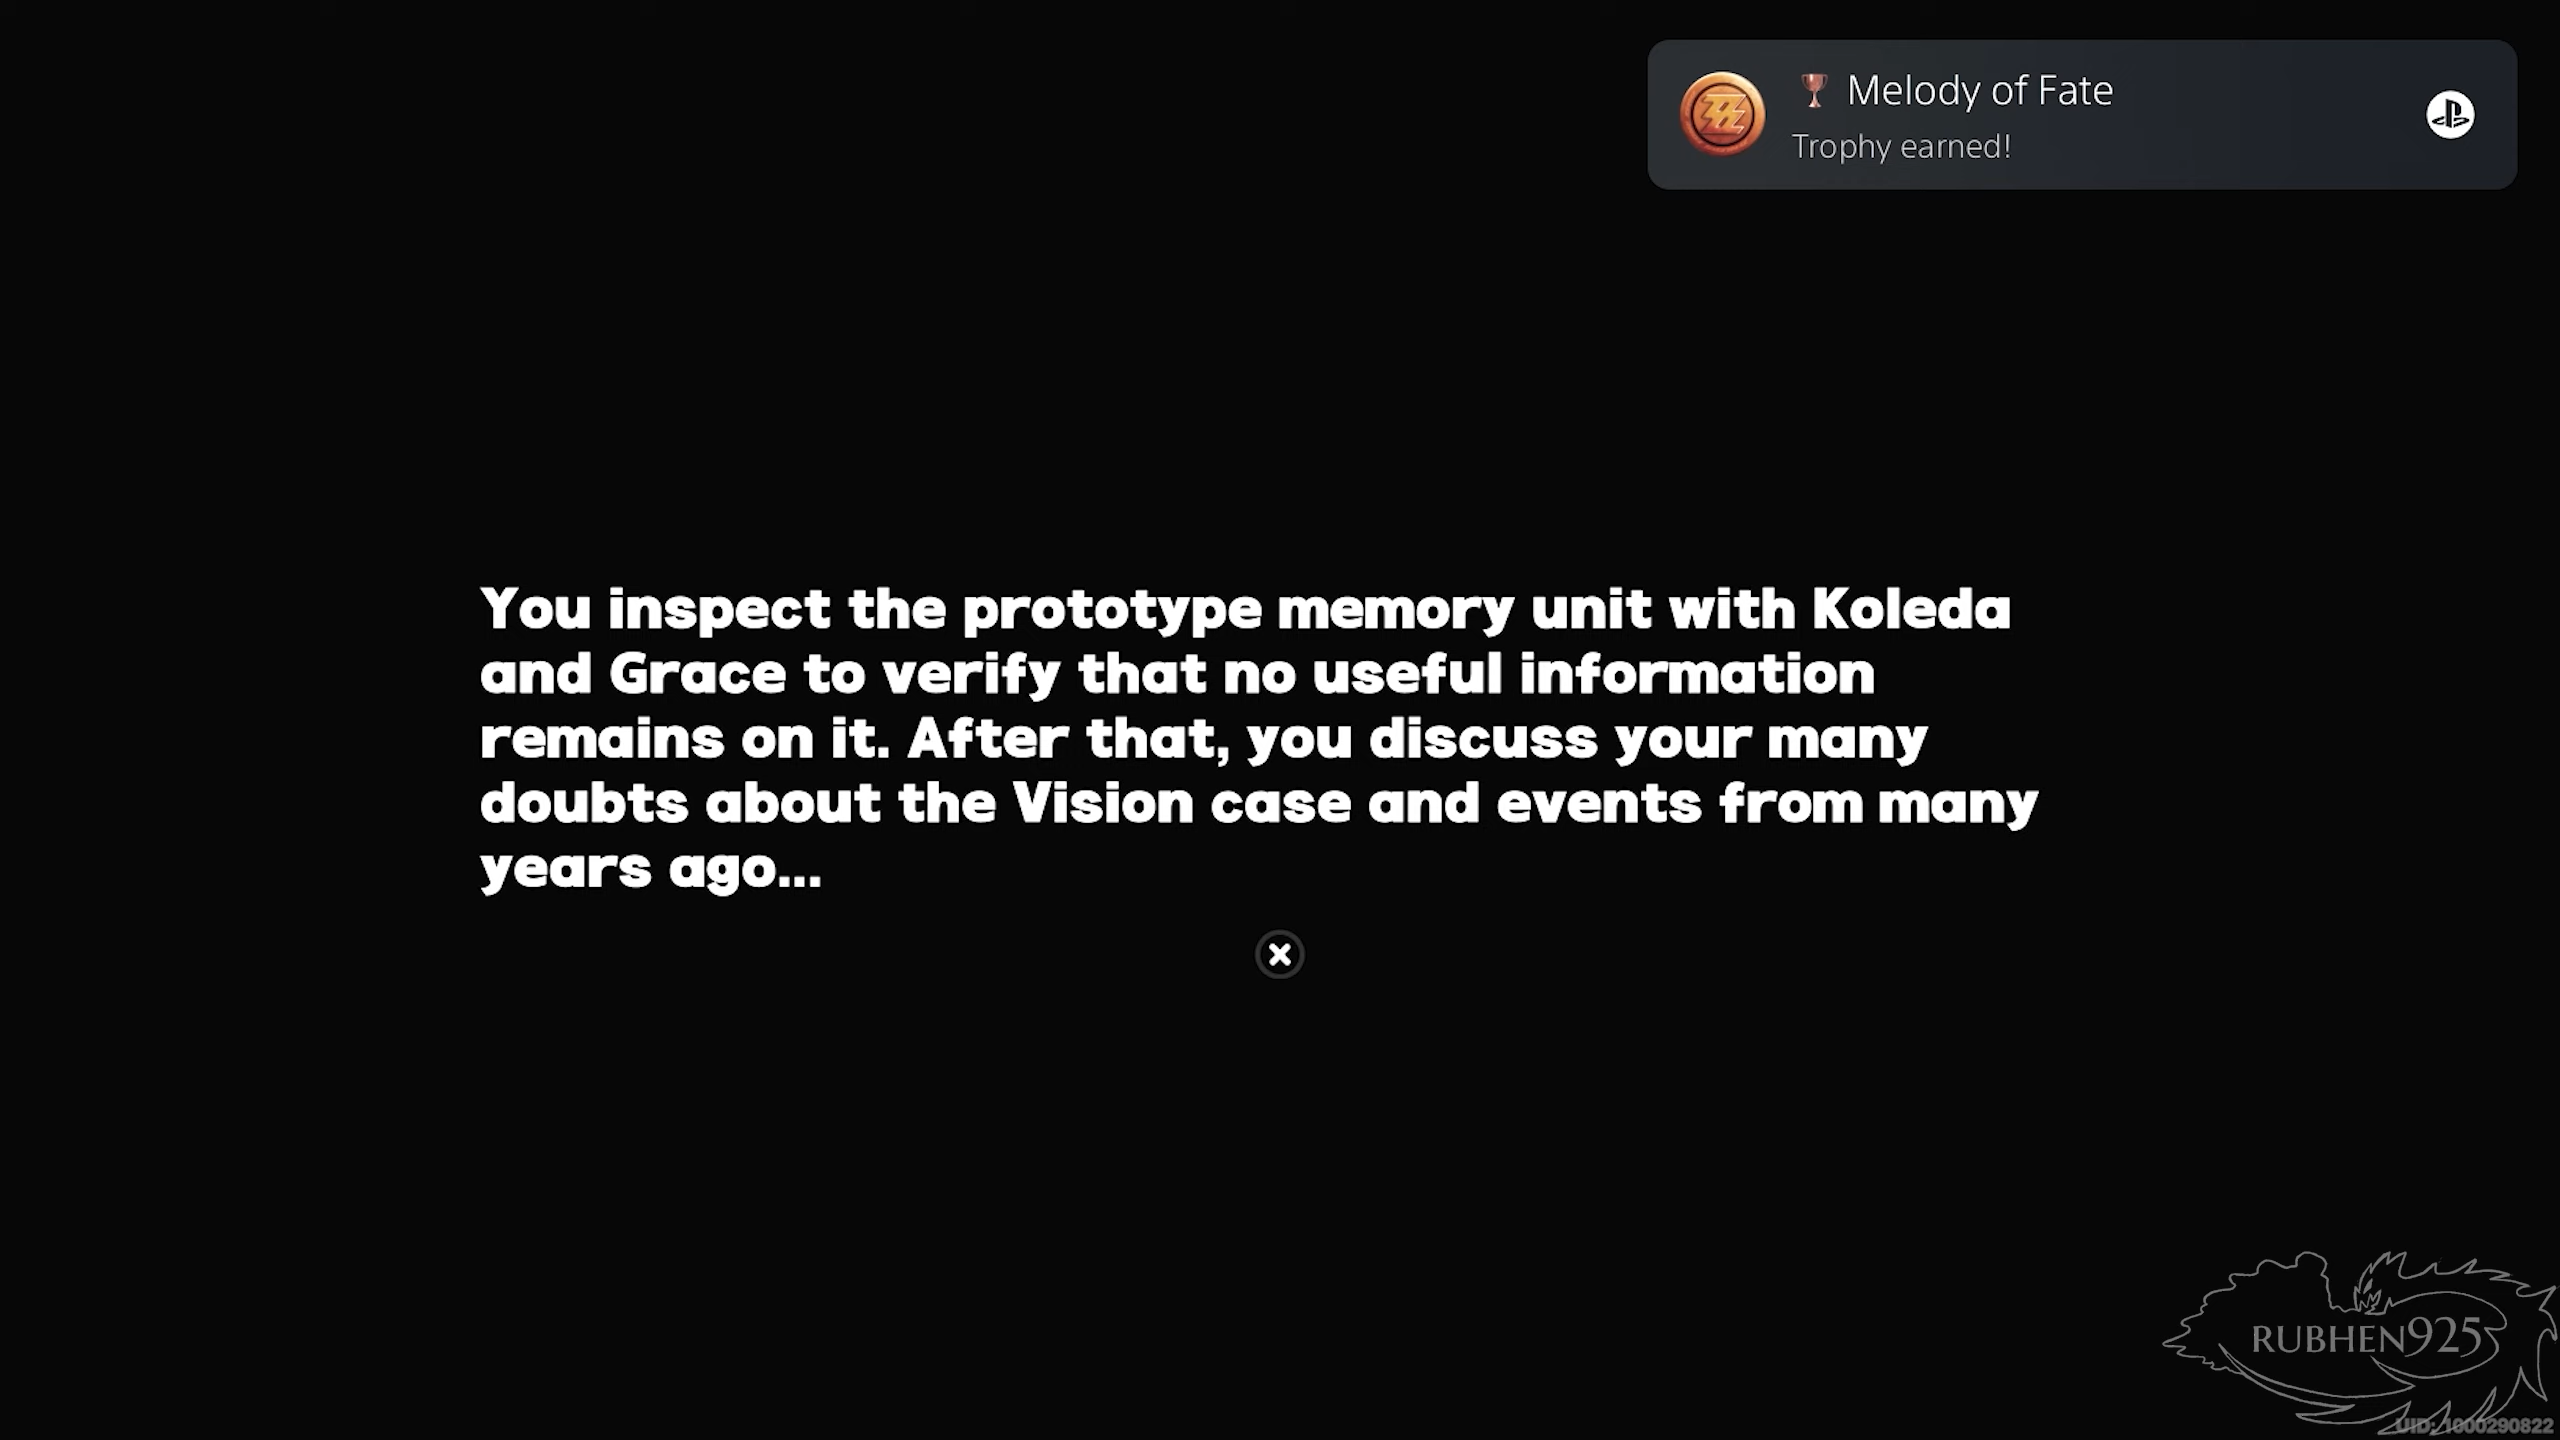 Melody of Fate
Trophy earned!
You inspect the prototype memory unit with Koleda
and Grace to verify that no useful information
remains on it. After that, you discuss your many
doubts about the Vision case and events from many
years ago...
RUBHEN925
UID: 1000290822